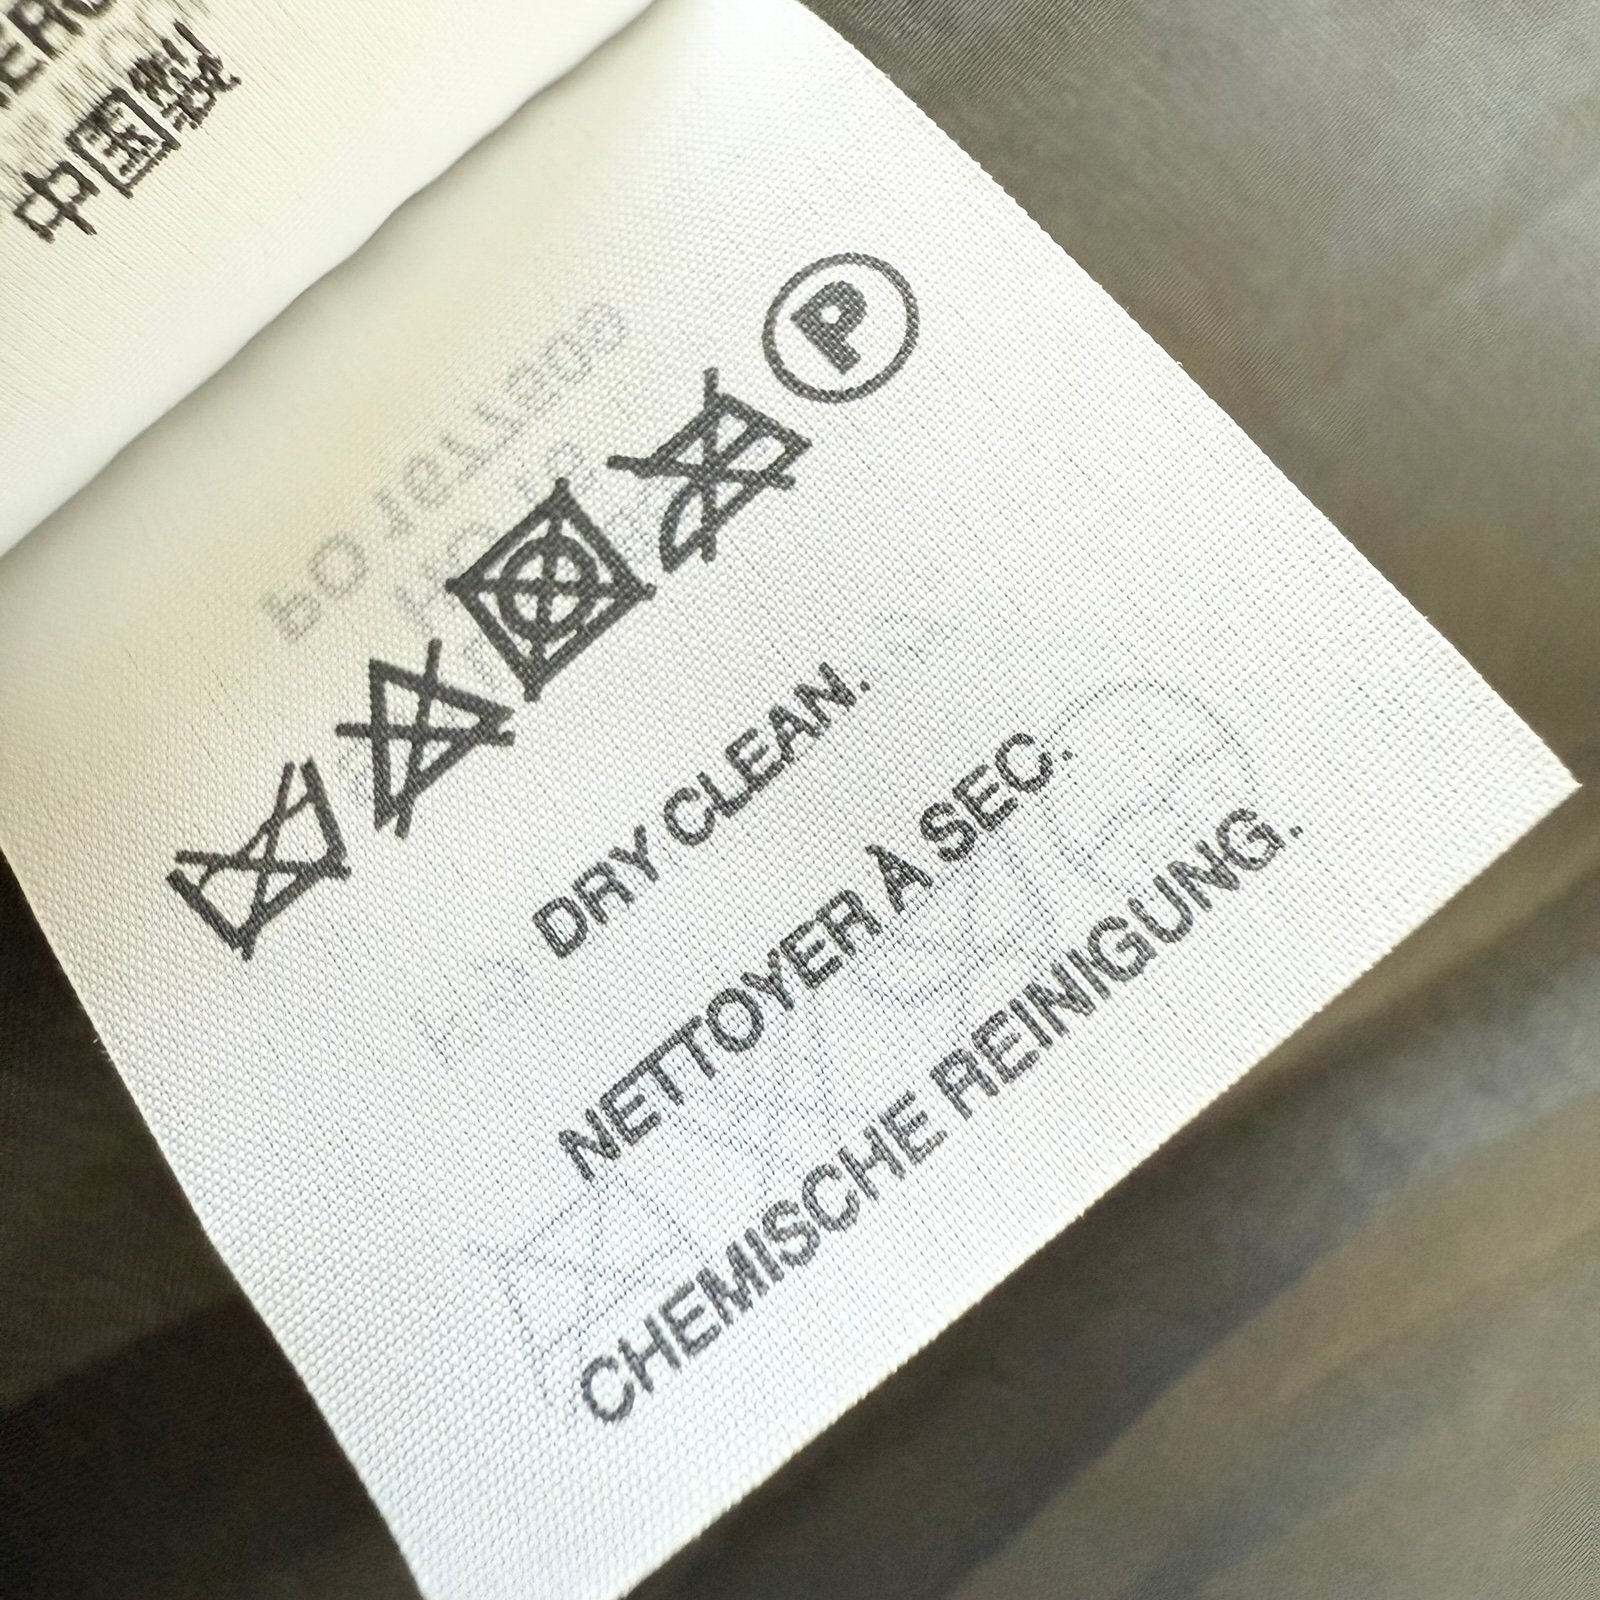 中国製
P
DRY CLEAN.
NETTOYER À SEC.
CHEMISCHE REINIGUNG.